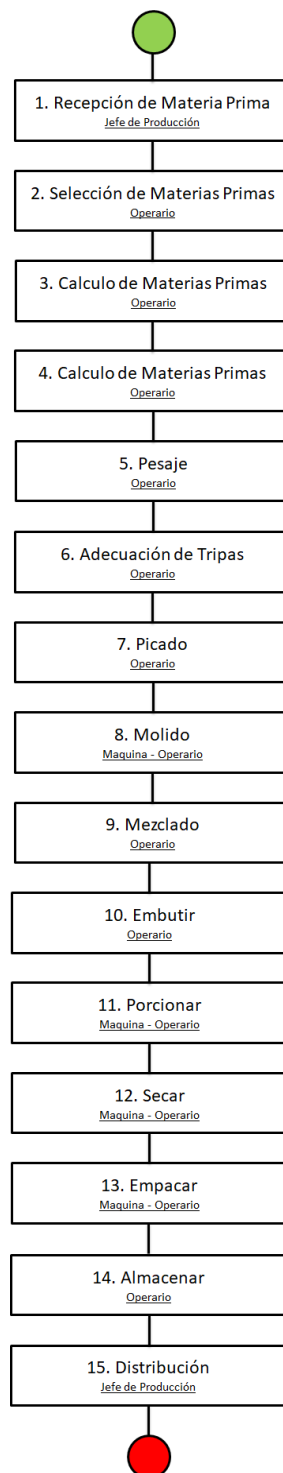 1. Recepción de Materia Prima
Jefe de Producción
2. Selección de Materias Primas
Operario
3. Calculo de Materias Primas
Operario
4. Calculo de Materias Primas
Operario
5. Pesaje
Operario
6. Adecuación de Tripas
Operario
7. Picado
Operario
8. Molido
Maquina - Operario
9. Mezclado
Operario
10. Embutir
Operario
11. Porcionar
Maquina - Operario
12. Secar
Maquina - Operario
13. Empacar
Maquina - Operario
14. Almacenar
Operario
15. Distribución
Jefe de Producción